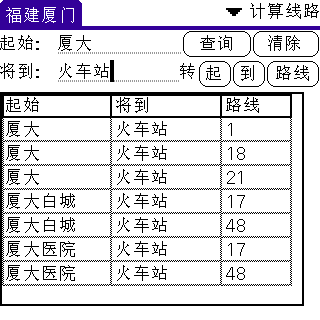 福建厦门 计算线路
起始: 厦大 查询 清除
将到: 火车站 转 起 到 路线
起始 将到 路线
厦大 火车站 1
厦大 火车站 18
厦大 火车站 21
厦大白城 火车站 17
厦大白城 火车站 48
厦大医院 火车站 17
厦大医院 火车站 48